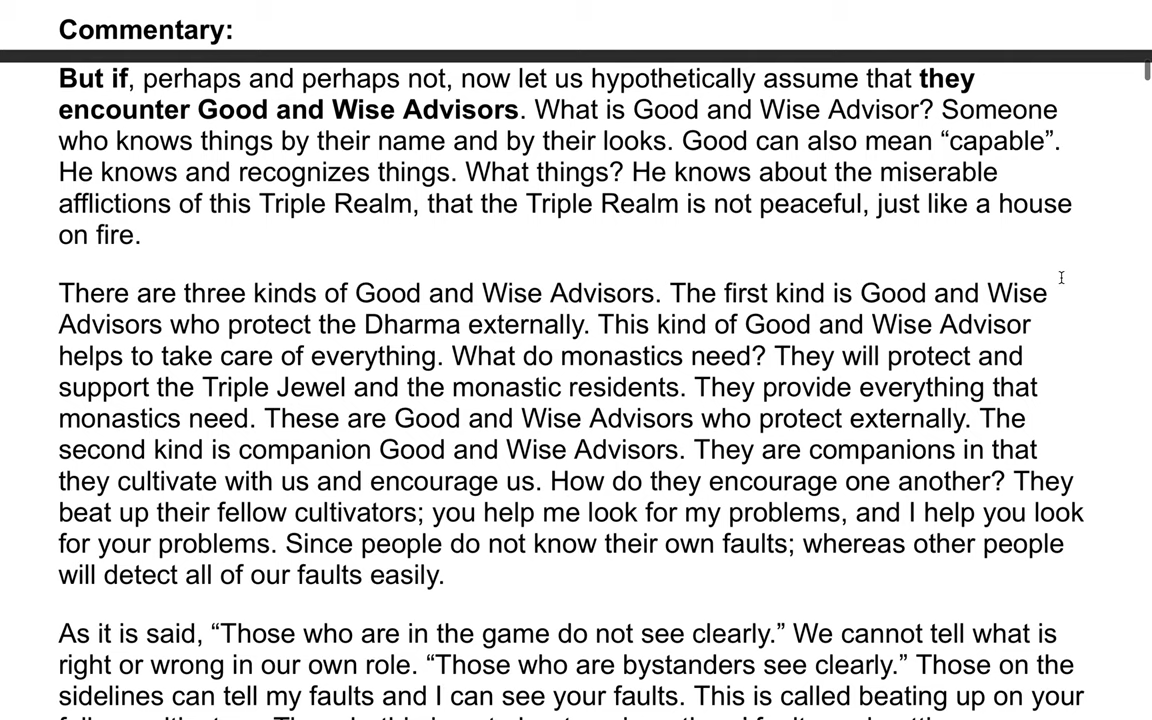 Commentary:
But if, perhaps and perhaps not, now let us hypothetically assume that they
encounter Good and Wise Advisors. What is Good and Wise Advisor? Someone
who knows things by their name and by their looks. Good can also mean “capable”.
He knows and recognizes things. What things? He knows about the miserable
afflictions of this Triple Realm, that the Triple Realm is not peaceful, just like a house
on fire.
There are three kinds of Good and Wise Advisors. The first kind is Good and Wise
Advisors who protect the Dharma externally. This kind of Good and Wise Advisor
helps to take care of everything. What do monastics need? They will protect and
support the Triple Jewel and the monastic residents. They provide everything that
monastics need. These are Good and Wise Advisors who protect externally. The
second kind is companion Good and Wise Advisors. They are companions in that
they cultivate with us and encourage us. How do they encourage one another? They
beat up their fellow cultivators; you help me look for my problems, and I help you look
for your problems. Since people do not know their own faults; whereas other people
will detect all of our faults easily.
As it is said, “Those who are in the game do not see clearly.” We cannot tell what is
right or wrong in our own role. “Those who are bystanders see clearly.” Those on the
sidelines can tell my faults and I can see your faults. This is called beating up on your